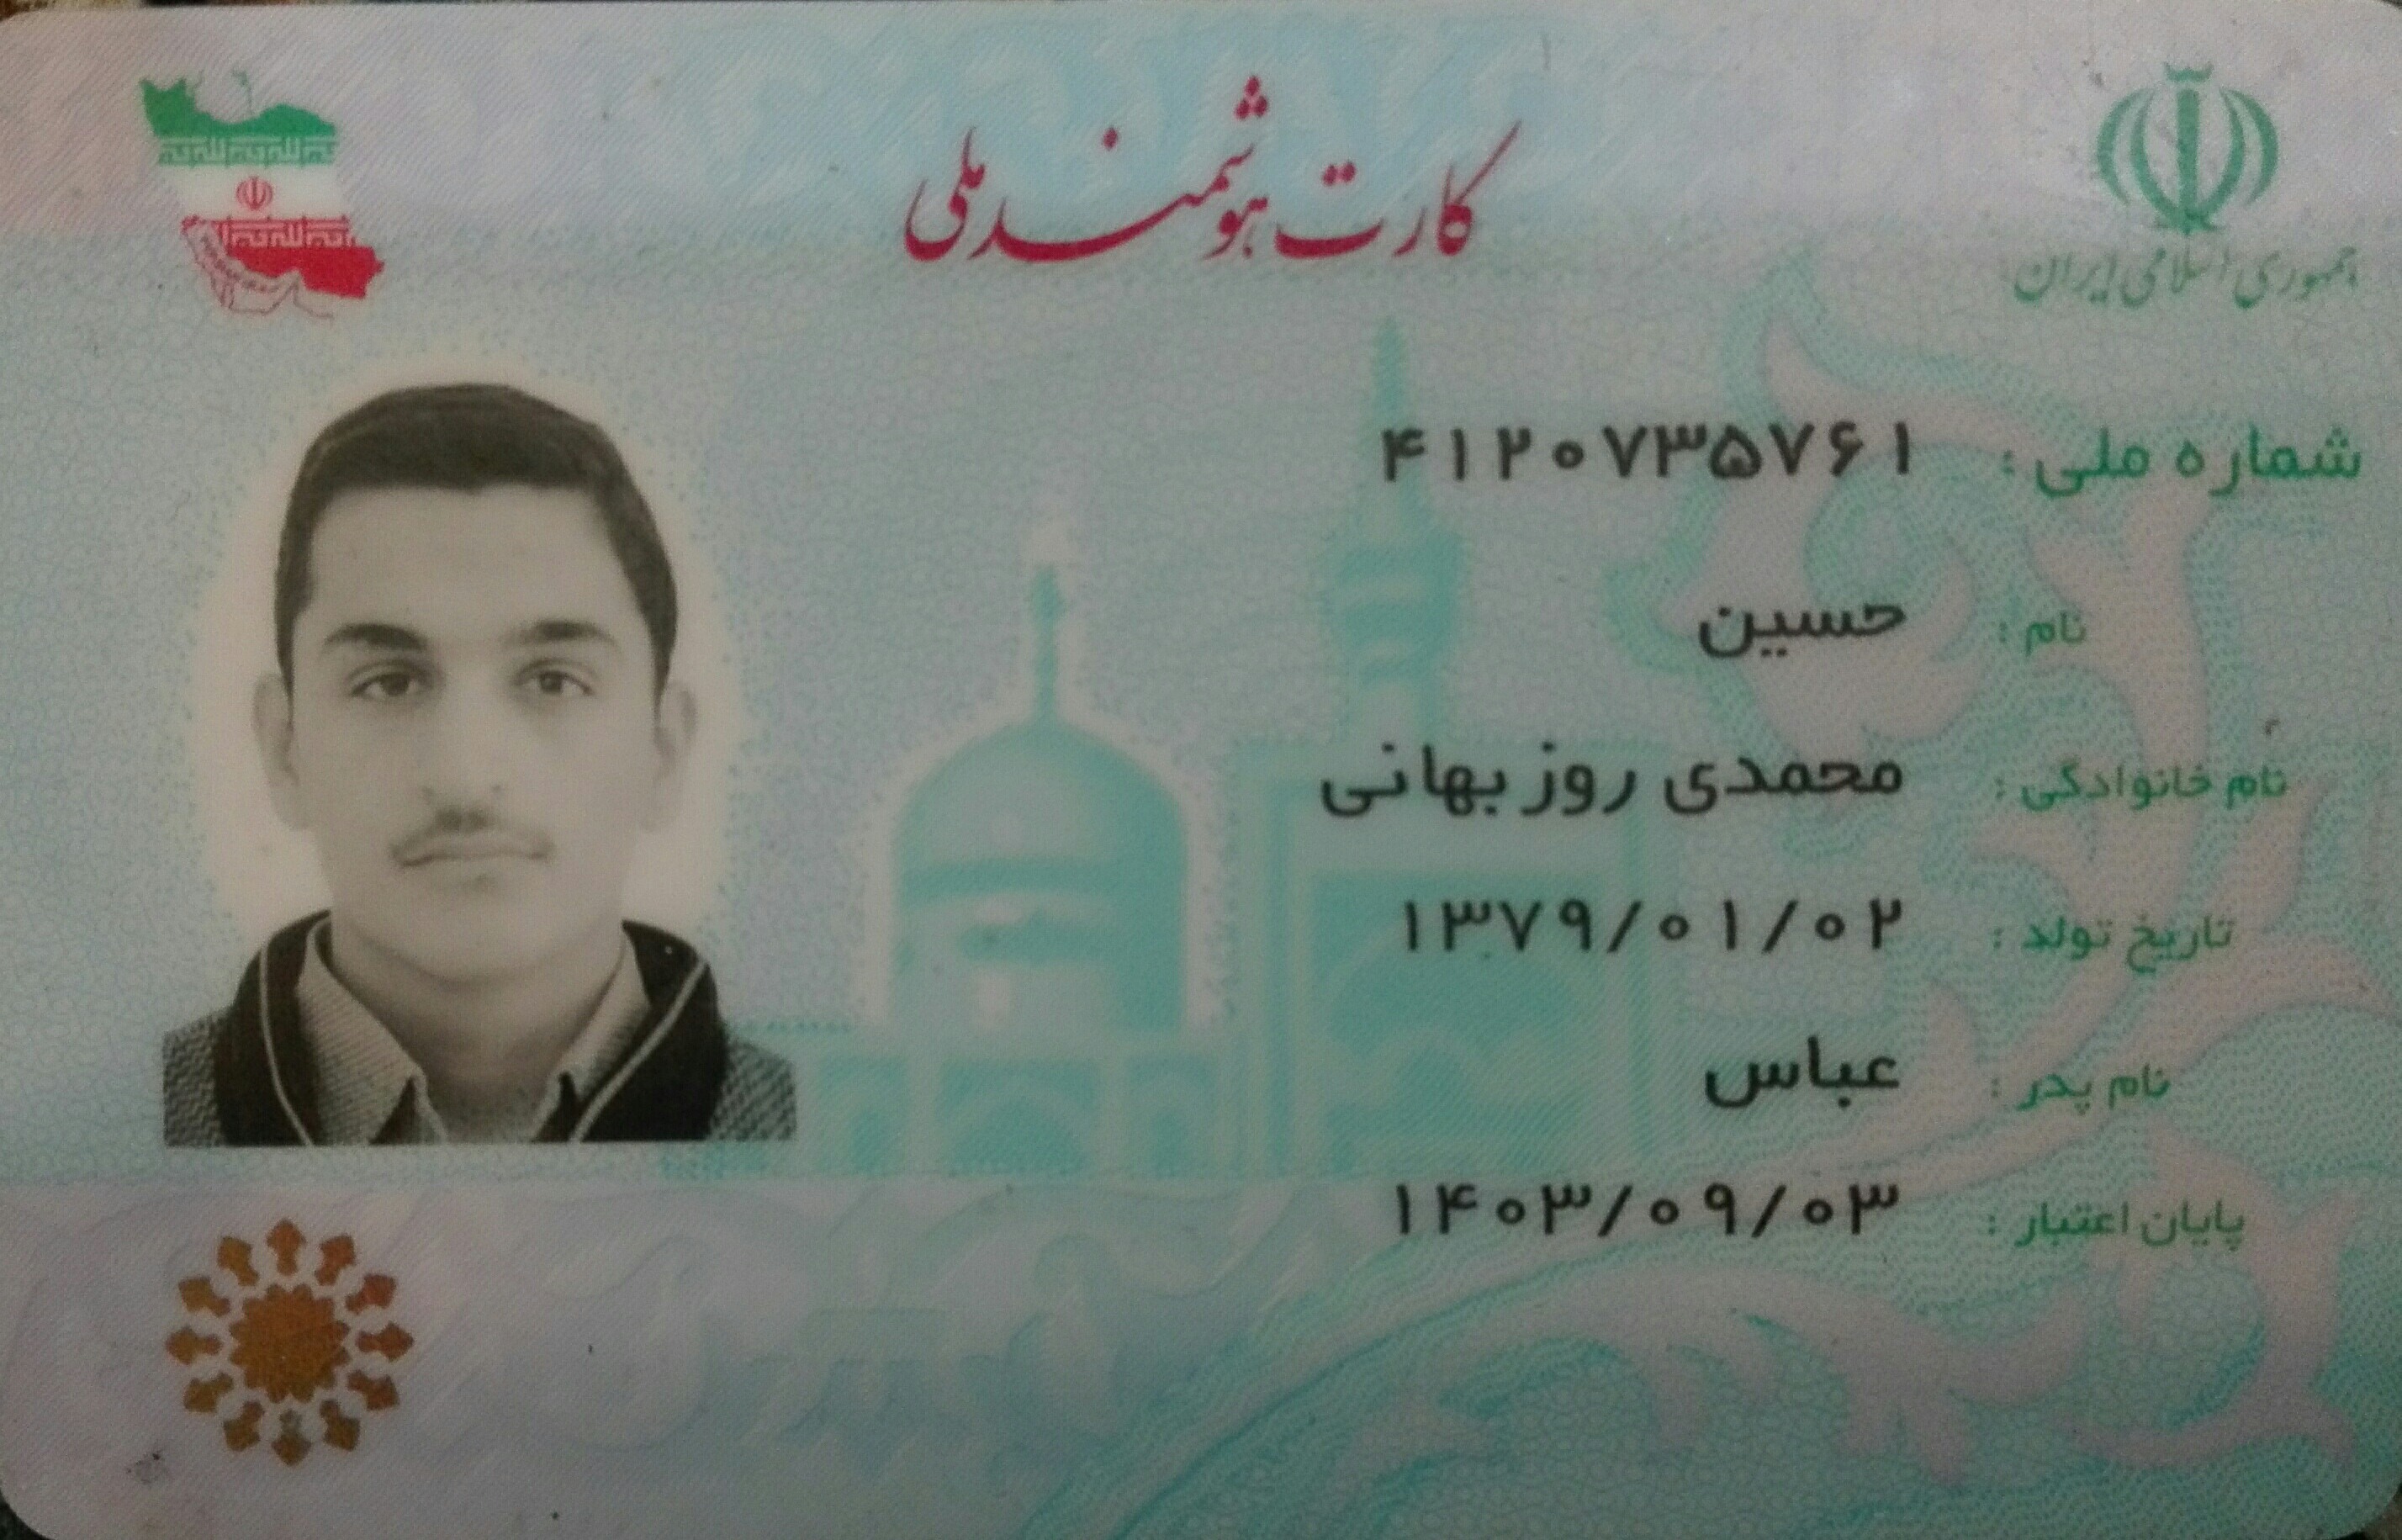 کارت هوشمند ملی
جمهوری اسلامی ایران
شماره ملی : ۴۱۲۰۷۳۵۷۶۱
نام : حسین
نام خانوادگی : محمدی روزبهانی
تاریخ تولد : ۱۳۷۹/۰۱/۰۲
نام پدر : عباس
پایان اعتبار : ۱۴۰۳/۰۹/۰۳